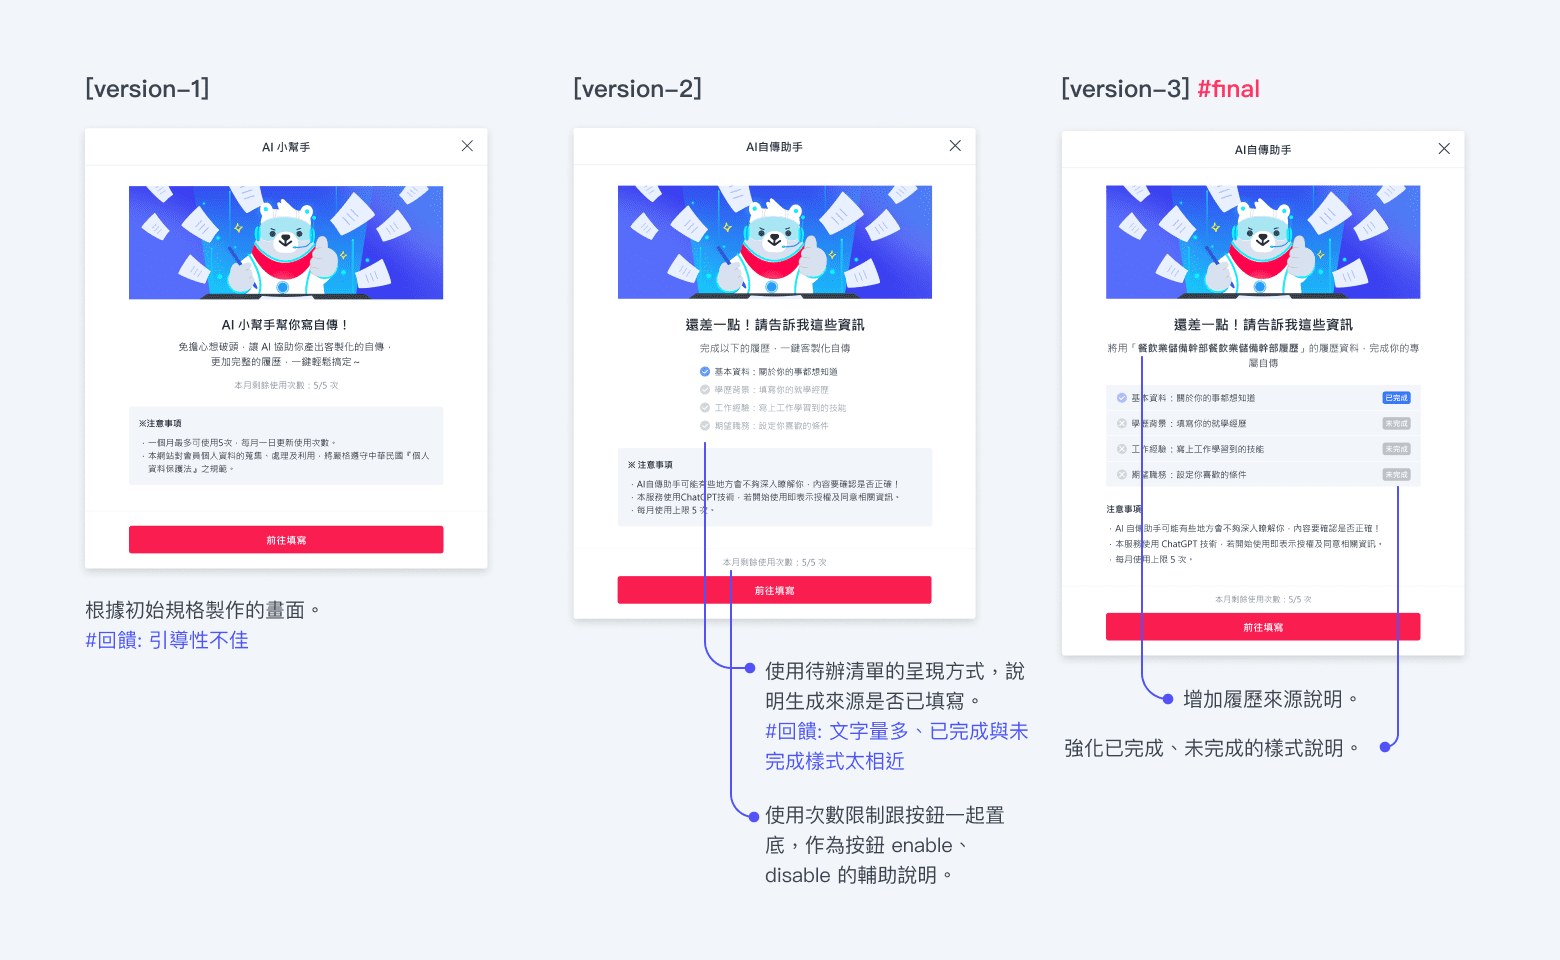 [version-1]
AI 小幫手
AI 小幫手幫你寫自傳！
免擔心想破頭，讓 AI 協助你產出客製化的自傳，
更加完整的履歷，一鍵輕鬆搞定~
本月剩餘使用次數：5/5 次
※注意事項
· 一個月最多可使用5次，每月一日更新使用次數。
· 本網站對會員個人資料的蒐集、處理及利用，將嚴格遵守中華民國『個人
資料保護法』之規範。
前往填寫
根據初始規格製作的畫面。
#回饋: 引導性不佳
[version-2]
AI自傳助手
還差一點！請告訴我這些資訊
完成以下的履歷，一鍵客製化自傳
基本資料：關於你的事都想知道
學歷背景：填寫你的就學經歷
工作經驗：寫上工作學習到的技能
期望職務：設定你喜歡的條件
※ 注意事項
· AI自傳助手可能有些地方會不夠深入瞭解你，內容要確認是否正確！
· 本服務使用ChatGPT技術，若開始使用即表示授權及同意相關資訊。
· 每月使用上限 5 次。
本月剩餘使用次數：5/5 次
前往填寫
使用待辦清單的呈現方式，說
明生成來源是否已填寫。
#回饋: 文字量多、已完成與未
完成樣式太相近
使用次數限制跟按鈕一起置
底，作為按鈕 enable、
disable 的輔助說明。
[version-3] #final
AI自傳助手
還差一點！請告訴我這些資訊
將用「餐飲業儲備幹部餐飲業儲備幹部履歷」的履歷資料，完成你的專
屬自傳
基本資料：關於你的事都想知道 已完成
學歷背景：填寫你的就學經歷 未完成
工作經驗：寫上工作學習到的技能 未完成
期望職務：設定你喜歡的條件 未完成
注意事項
· AI 自傳助手可能有些地方會不夠深入瞭解你，內容要確認是否正確！
· 本服務使用 ChatGPT 技術，若開始使用即表示授權及同意相關資訊。
· 每月使用上限 5 次。
本月剩餘使用次數：5/5 次
前往填寫
增加履歷來源說明。
強化已完成、未完成的樣式說明。